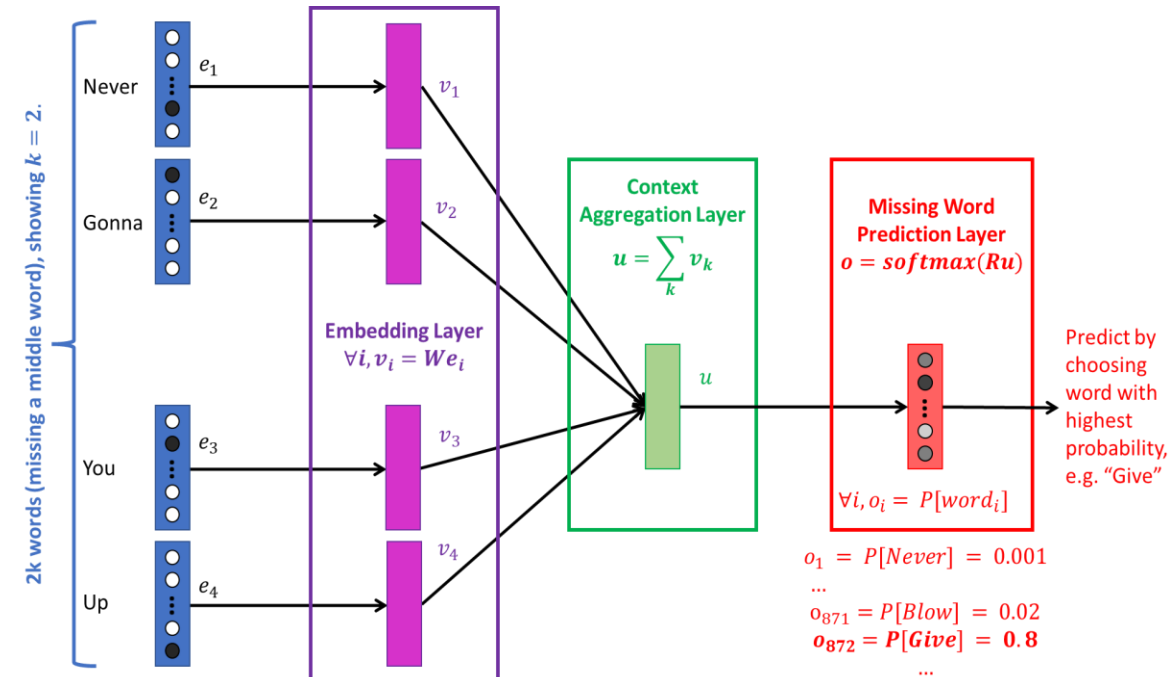 2k words (missing a middle word), showing k = 2.
Never
e₁
v₁
Gonna
e₂
v₂
You
e₃
v₃
Up
e₄
v₄
Embedding Layer
∀i, vᵢ = Weᵢ
Context
Aggregation Layer
u = ∑ vₖ
k
u
Missing Word
Prediction Layer
o = softmax(Ru)
∀i, oᵢ = P[wordᵢ]
o₁ = P[Never] = 0.001
...
o₈₇₁ = P[Blow] = 0.02
o₈₇₂ = P[Give] = 0.8
...
Predict by
choosing
word with
highest
probability,
e.g. “Give”